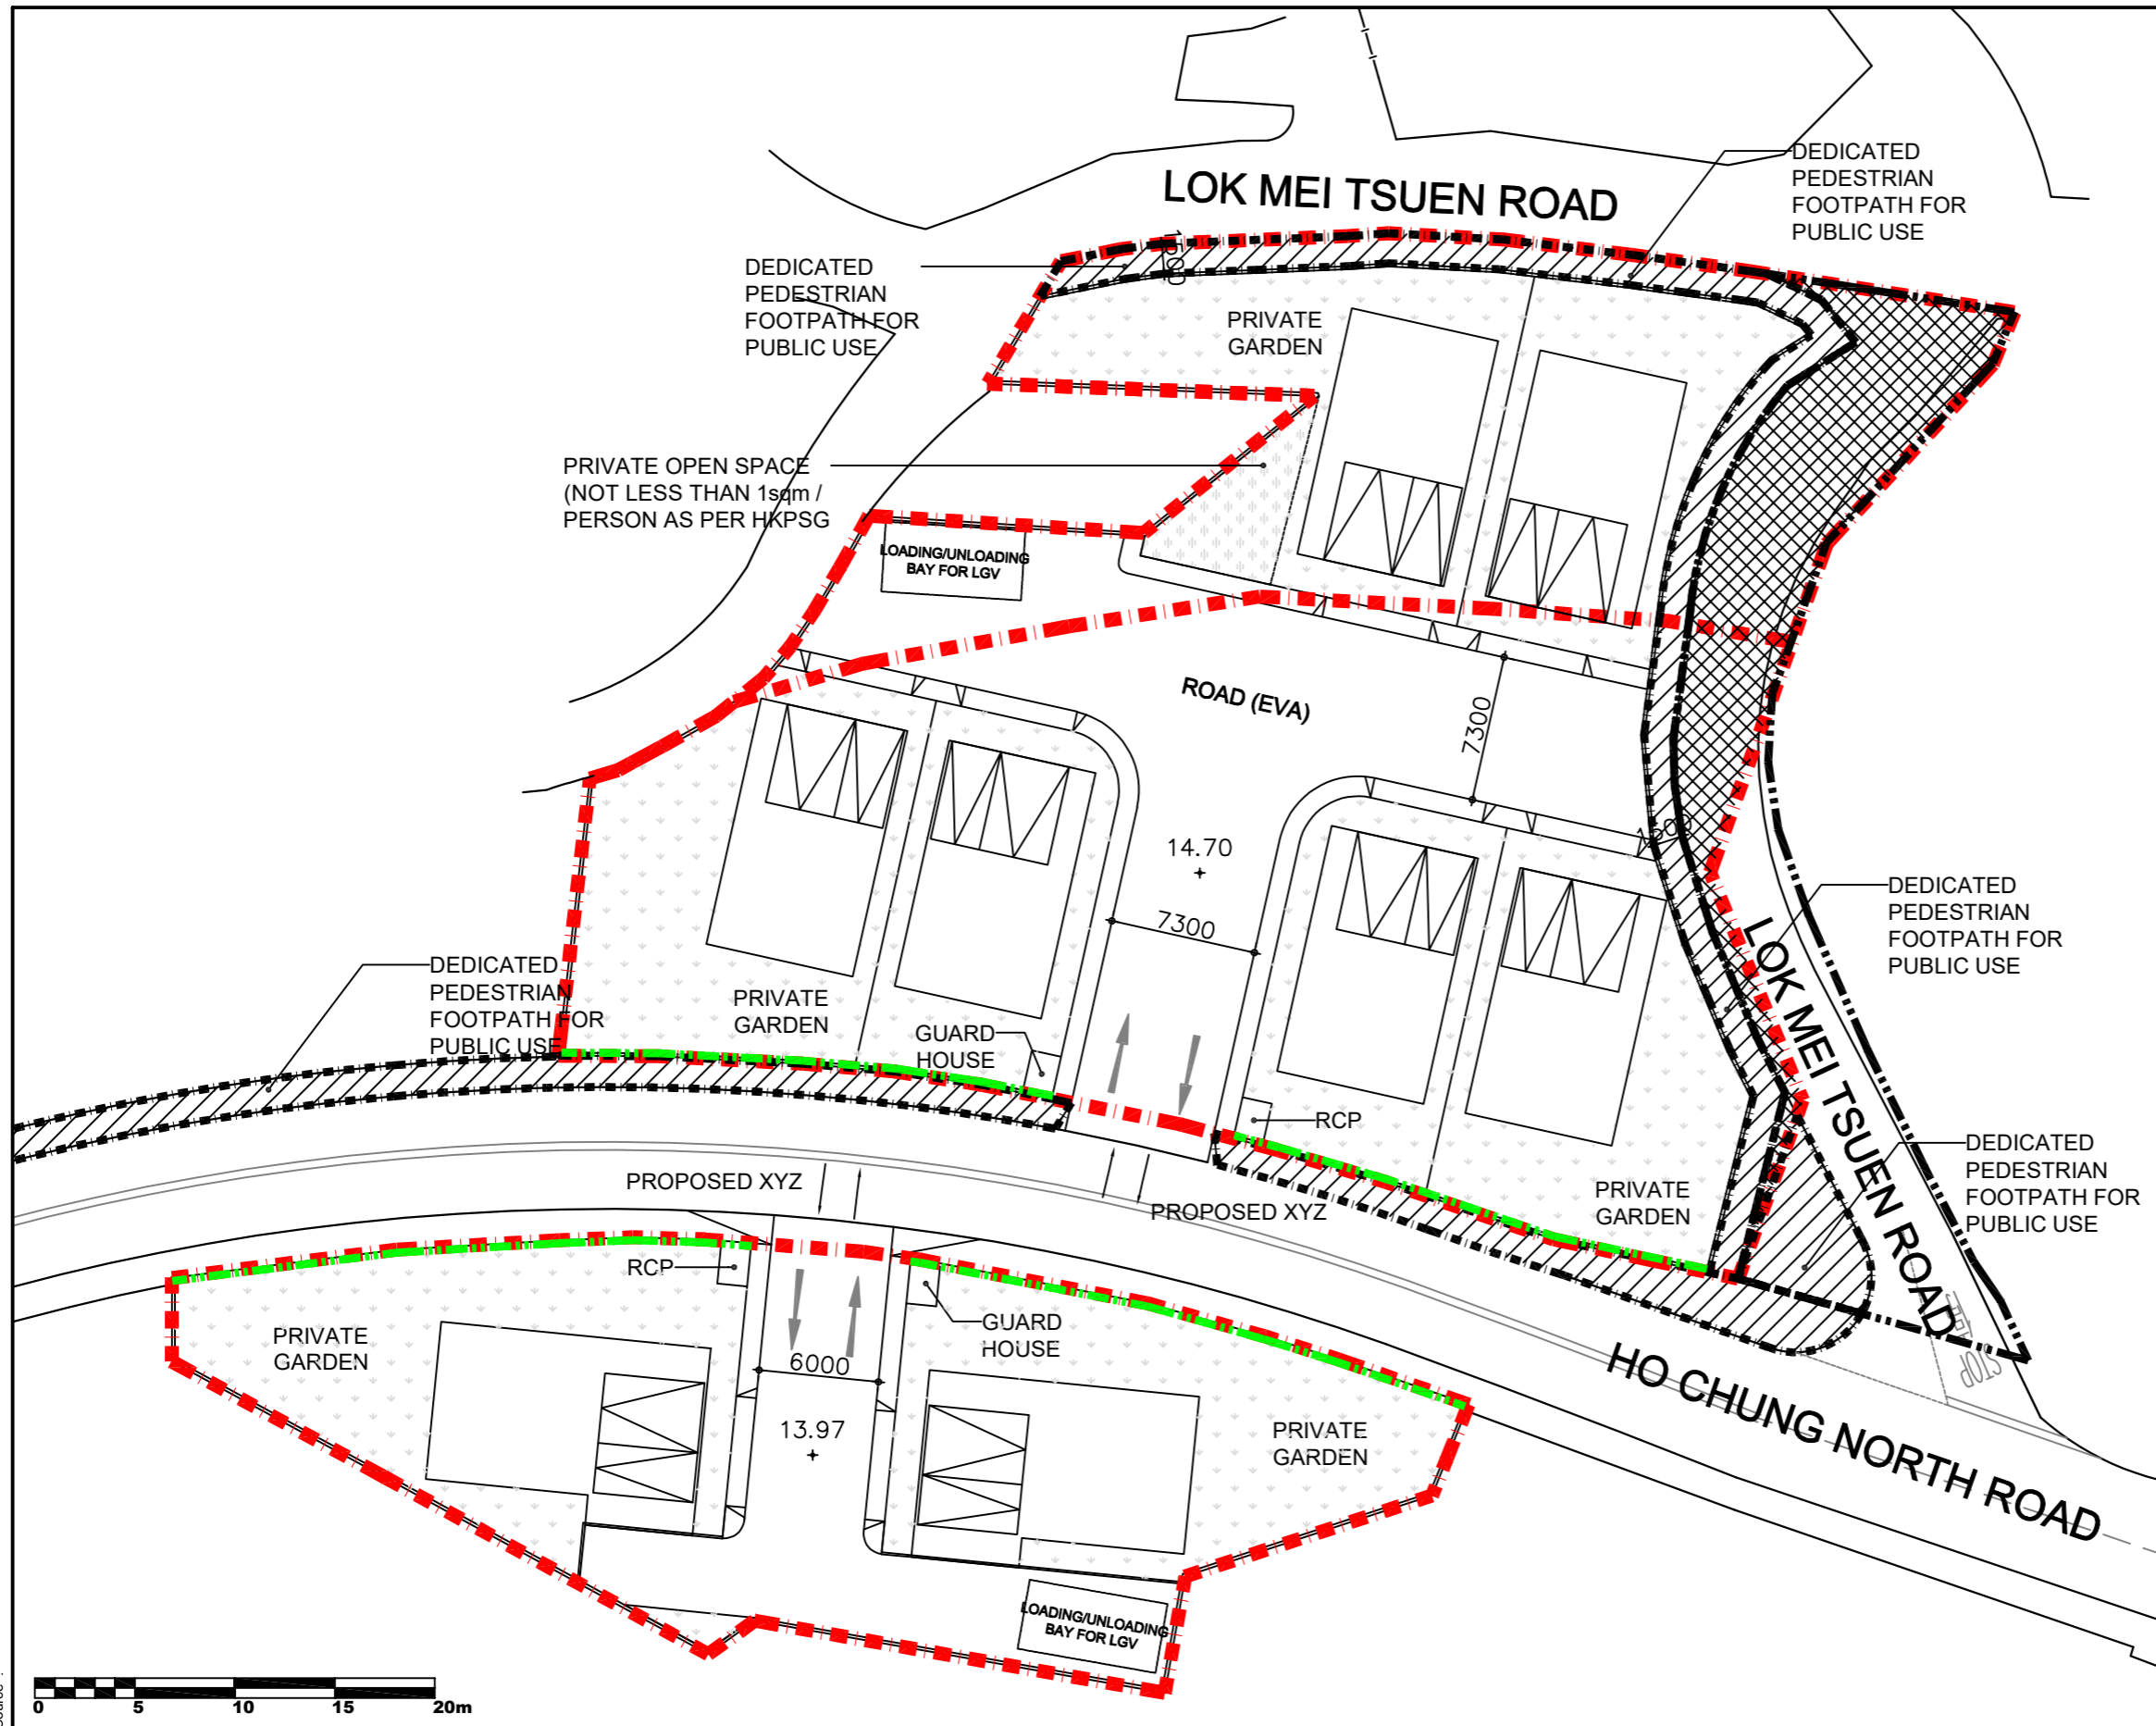 LOK MEI TSUEN ROAD
DEDICATED
PEDESTRIAN
FOOTPATH FOR
PUBLIC USE
DEDICATED
PEDESTRIAN
FOOTPATH FOR
PUBLIC USE
1500
PRIVATE
GARDEN
PRIVATE OPEN SPACE
(NOT LESS THAN 1sqm /
PERSON AS PER HKPSG
LOADING/UNLOADING
BAY FOR LGV
ROAD (EVA)
7300
14.70
1500
7300
DEDICATED
PEDESTRIAN
FOOTPATH FOR
PUBLIC USE
LOK MEI TSUEN ROAD
DEDICATED
PEDESTRIAN
FOOTPATH FOR
PUBLIC USE
PRIVATE
GARDEN
GUARD
HOUSE
RCP
DEDICATED
PEDESTRIAN
FOOTPATH FOR
PUBLIC USE
PROPOSED XYZ
PROPOSED XYZ
PRIVATE
GARDEN
RCP
GUARD
HOUSE
PRIVATE
GARDEN
6000
13.97
PRIVATE
GARDEN
STOP
HO CHUNG NORTH ROAD
LOADING/UNLOADING
BAY FOR LGV
0 5 10 15 20m